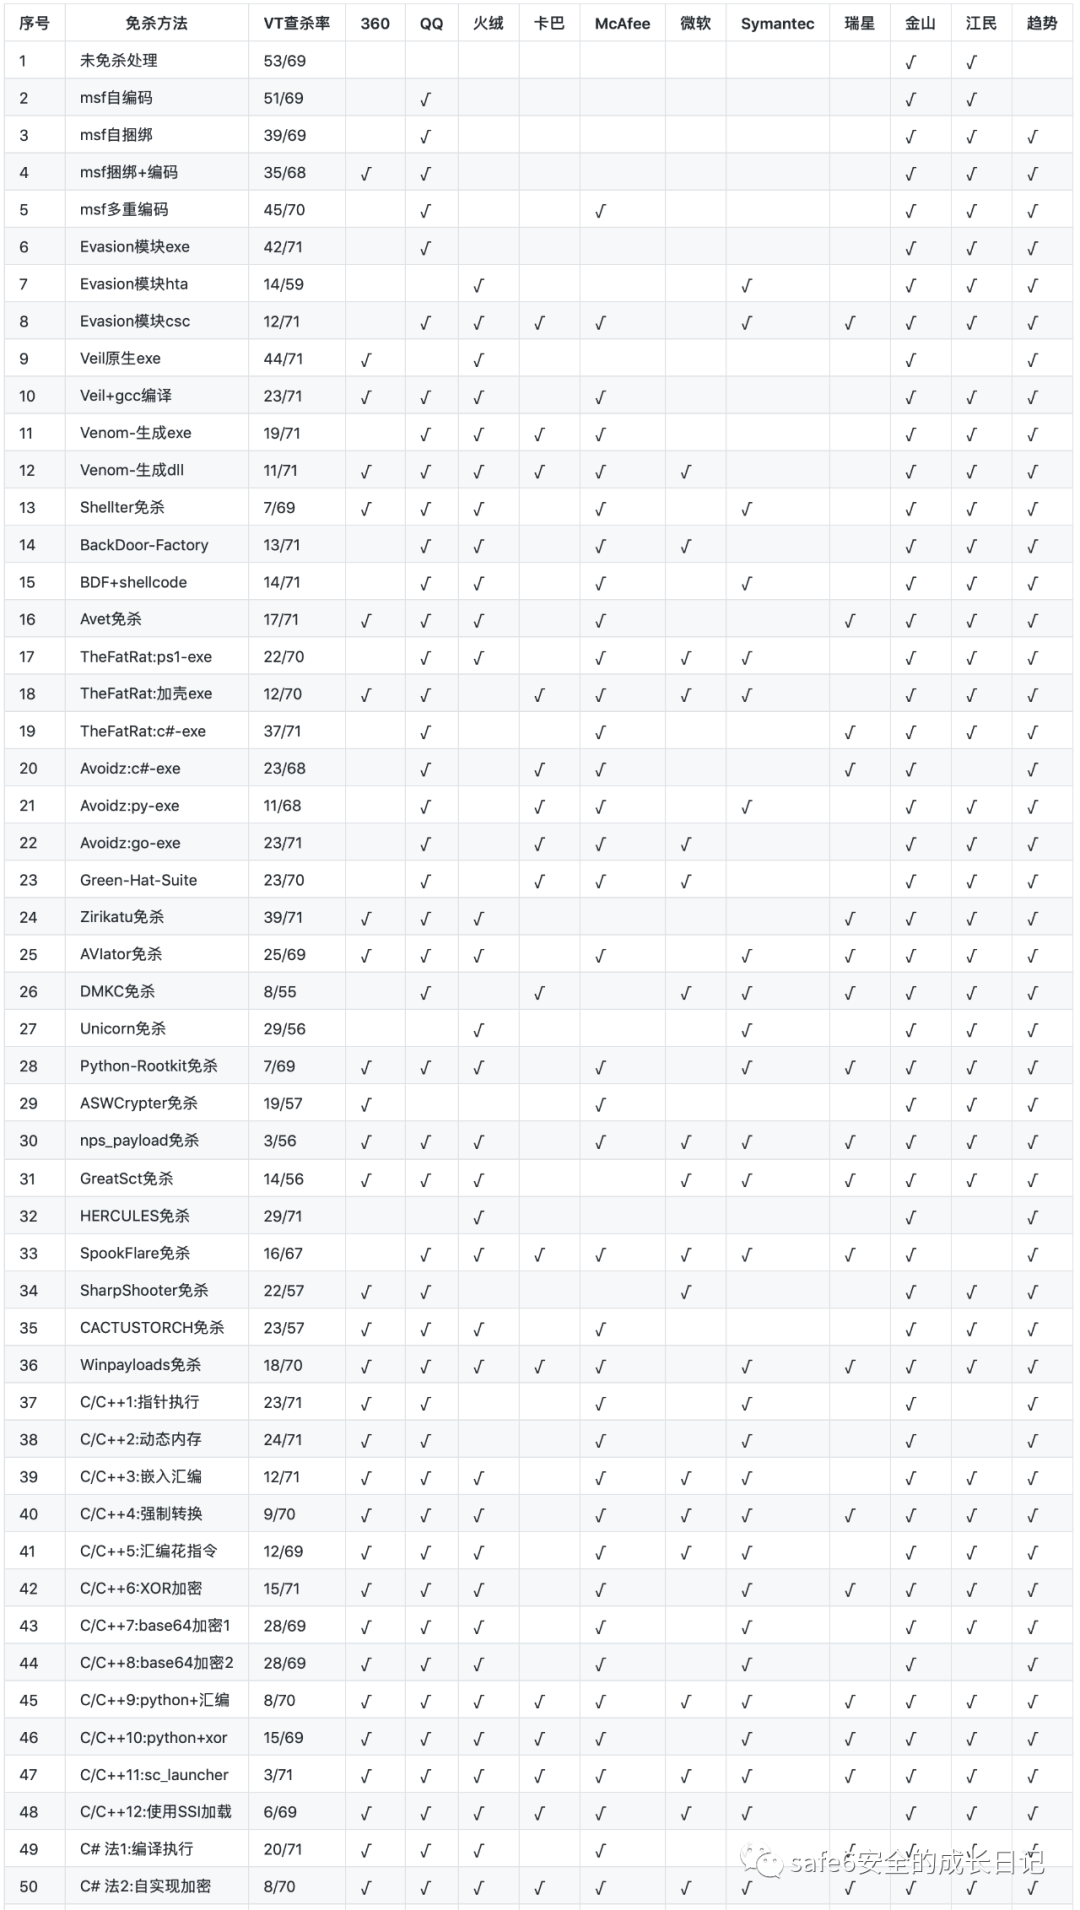 序号 免杀方法 VT查杀率 360 QQ 火绒 卡巴 McAfee 微软 Symantec 瑞星 金山 江民 趋势
1 未免杀处理 53/69 √ √
2 msf自编码 51/69 √ √ √
3 msf自捆绑 39/69 √ √ √ √
4 msf捆绑+编码 35/68 √ √ √ √ √
5 msf多重编码 45/70 √ √ √ √ √
6 Evasion模块exe 42/71 √ √ √ √
7 Evasion模块hta 14/59 √ √ √ √ √
8 Evasion模块csc 12/71 √ √ √ √ √ √ √ √ √
9 Veil原生exe 44/71 √ √ √ √
10 Veil+gcc编译 23/71 √ √ √ √ √ √ √
11 Venom-生成exe 19/71 √ √ √ √ √ √ √
12 Venom-生成dll 11/71 √ √ √ √ √ √ √ √ √
13 Shellter免杀 7/69 √ √ √ √ √ √ √ √
14 BackDoor-Factory 13/71 √ √ √ √ √ √ √
15 BDF+shellcode 14/71 √ √ √ √ √ √ √
16 Avet免杀 17/71 √ √ √ √ √ √ √ √
17 TheFatRat:ps1-exe 22/70 √ √ √ √ √ √ √ √
18 TheFatRat:加壳exe 12/70 √ √ √ √ √ √ √ √ √
19 TheFatRat:c#-exe 37/71 √ √ √ √ √ √
20 Avoidz:c#-exe 23/68 √ √ √ √ √ √
21 Avoidz:py-exe 11/68 √ √ √ √ √ √ √
22 Avoidz:go-exe 23/71 √ √ √ √ √ √ √
23 Green-Hat-Suite 23/70 √ √ √ √ √ √ √
24 Zirikatu免杀 39/71 √ √ √ √ √ √ √
25 AVIator免杀 25/69 √ √ √ √ √ √ √ √ √
26 DMKC免杀 8/55 √ √ √ √ √ √ √ √
27 Unicorn免杀 29/56 √ √ √ √ √
28 Python-Rootkit免杀 7/69 √ √ √ √ √ √ √ √ √
29 ASWCrypter免杀 19/57 √ √ √ √ √
30 nps_payload免杀 3/56 √ √ √ √ √ √ √ √ √ √
31 GreatSct免杀 14/56 √ √ √ √ √ √ √ √ √
32 HERCULES免杀 29/71 √ √ √
33 SpookFlare免杀 16/67 √ √ √ √ √ √ √ √ √
34 SharpShooter免杀 22/57 √ √ √ √ √ √
35 CACTUSTORCH免杀 23/57 √ √ √ √ √ √ √
36 Winpayloads免杀 18/70 √ √ √ √ √ √ √ √ √ √
37 C/C++1:指针执行 23/71 √ √ √ √ √ √
38 C/C++2:动态内存 24/71 √ √ √ √ √ √
39 C/C++3:嵌入汇编 12/71 √ √ √ √ √ √ √ √ √
40 C/C++4:强制转换 9/70 √ √ √ √ √ √ √ √ √ √
41 C/C++5:汇编花指令 12/69 √ √ √ √ √ √ √ √ √
42 C/C++6:XOR加密 15/71 √ √ √ √ √ √ √ √ √
43 C/C++7:base64加密1 28/69 √ √ √ √ √ √ √ √
44 C/C++8:base64加密2 28/69 √ √ √ √ √ √ √
45 C/C++9:python+汇编 8/70 √ √ √ √ √ √ √ √ √ √ √
46 C/C++10:python+xor 15/69 √ √ √ √ √ √ √ √ √ √
47 C/C++11:sc_launcher 3/71 √ √ √ √ √ √ √ √ √ √ √
48 C/C++12:使用SSI加载 6/69 √ √ √ √ √ √ √ √ √ √
49 C# 法1:编译执行 20/71 √ √ √ √ √ √ √ √
50 C# 法2:自实现加密 8/70 √ √ √ √ √ √ √ √ √ √ √
safe6安全的成长日记